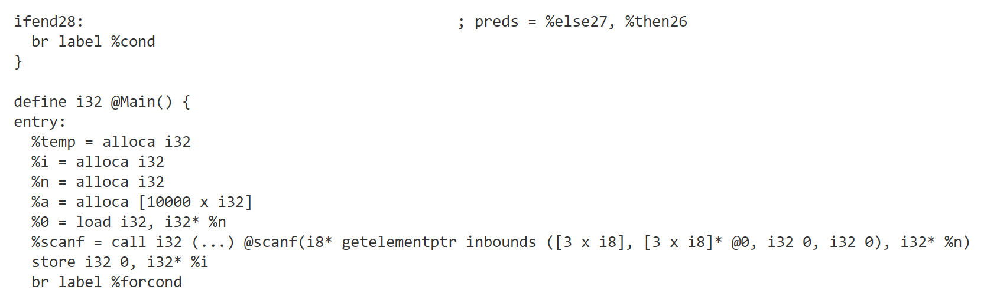 ifend28:                                          ; preds = %else27, %then26
  br label %cond
}

define i32 @Main() {
entry:
  %temp = alloca i32
  %i = alloca i32
  %n = alloca i32
  %a = alloca [10000 x i32]
  %0 = load i32, i32* %n
  %scanf = call i32 (...) @scanf(i8* getelementptr inbounds ([3 x i8], [3 x i8]* @0, i32 0, i32 0), i32* %n)
  store i32 0, i32* %i
  br label %forcond